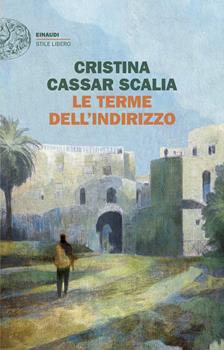 EINAUDI
STILE LIBERO
CRISTINA
CASSAR SCALIA
LE TERME
DELL'INDIRIZZO